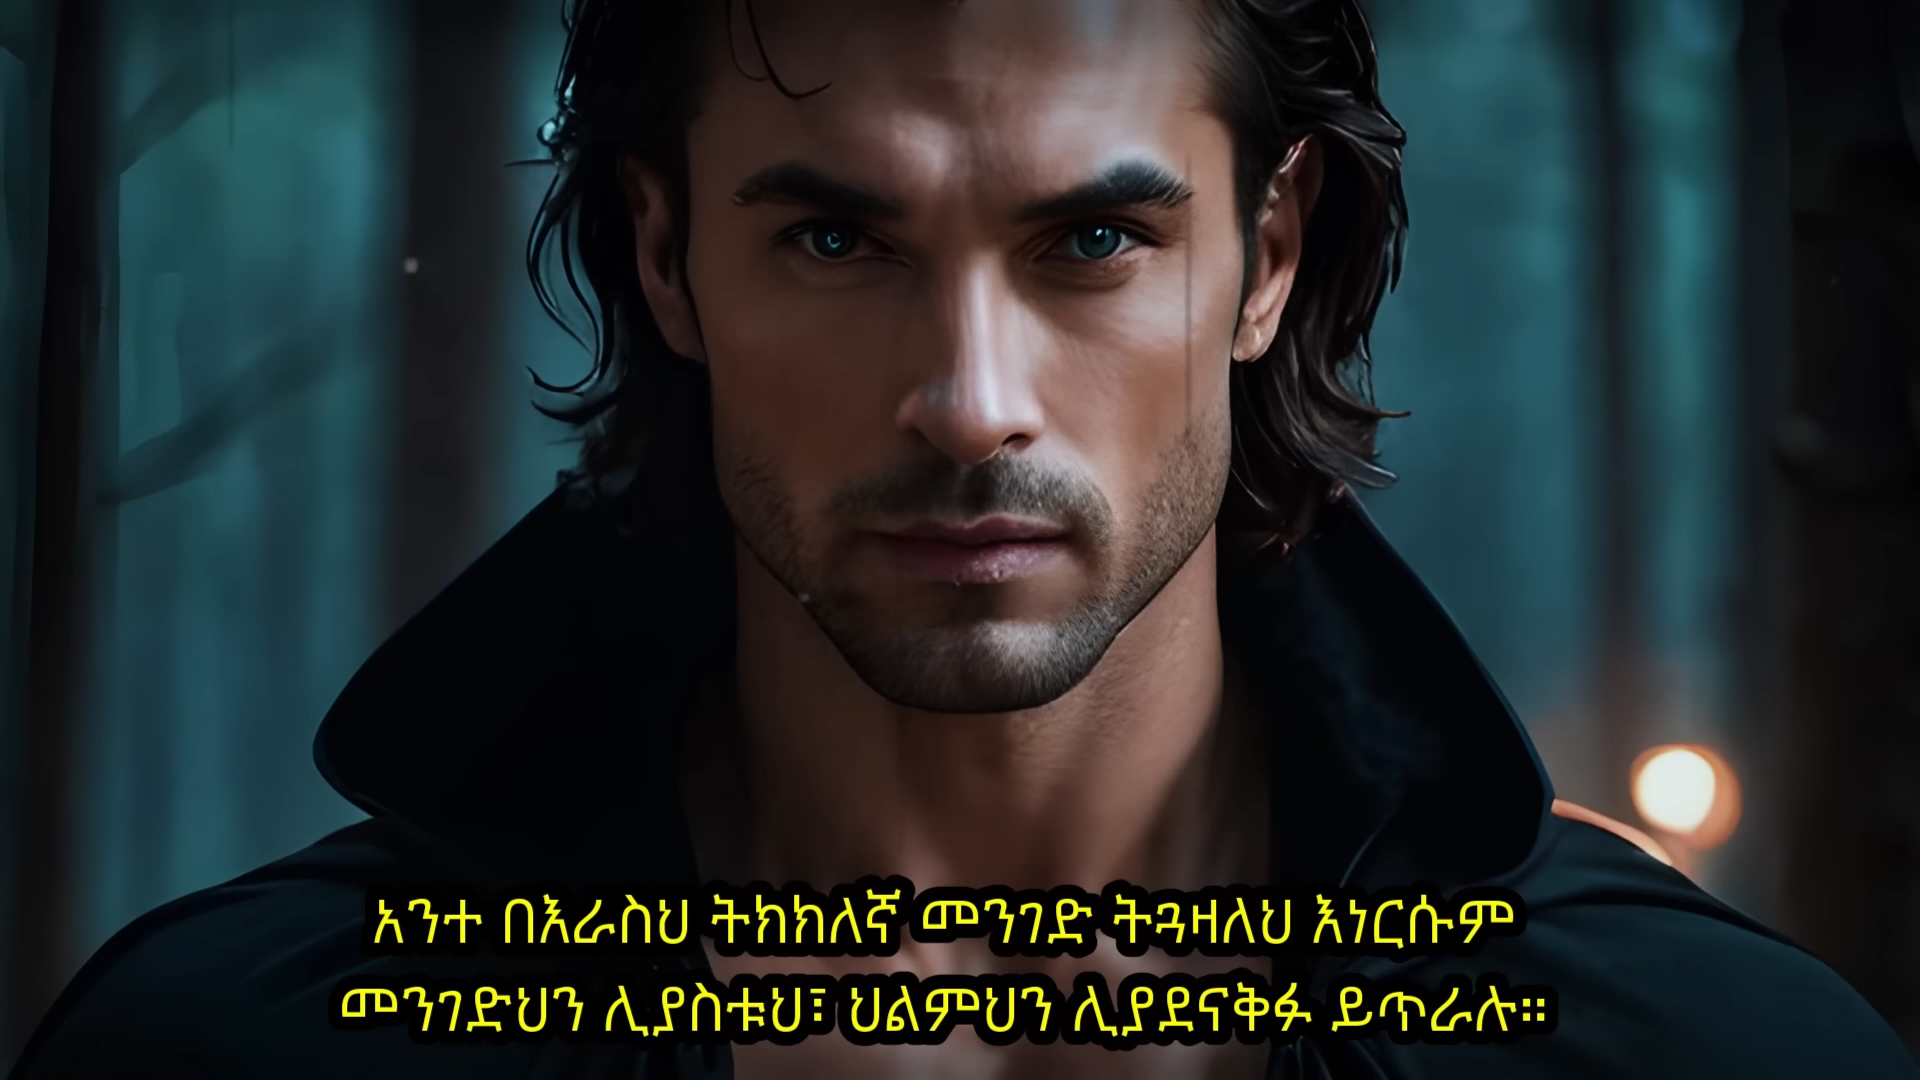 አንተ በእራስህ ትክክለኛ መንገድ ትጓዛለህ እነርሱም
መንገድህን ሊያስቱህ፣ ህልምህን ሊያደናቅፉ ይጥራሉ።